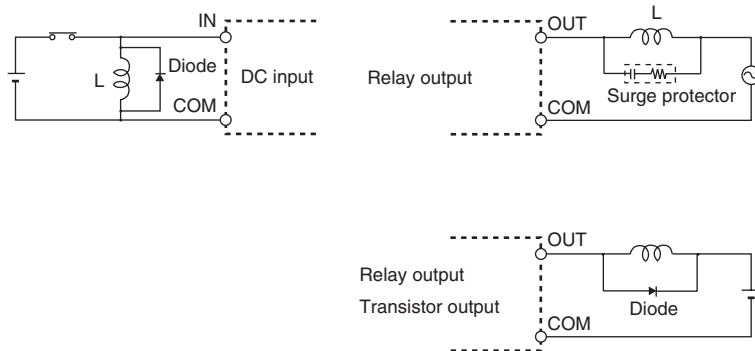 IN
L
Diode
DC input
COM
OUT
L
Relay output
Surge protector
COM
OUT
Relay output
Transistor output
Diode
COM